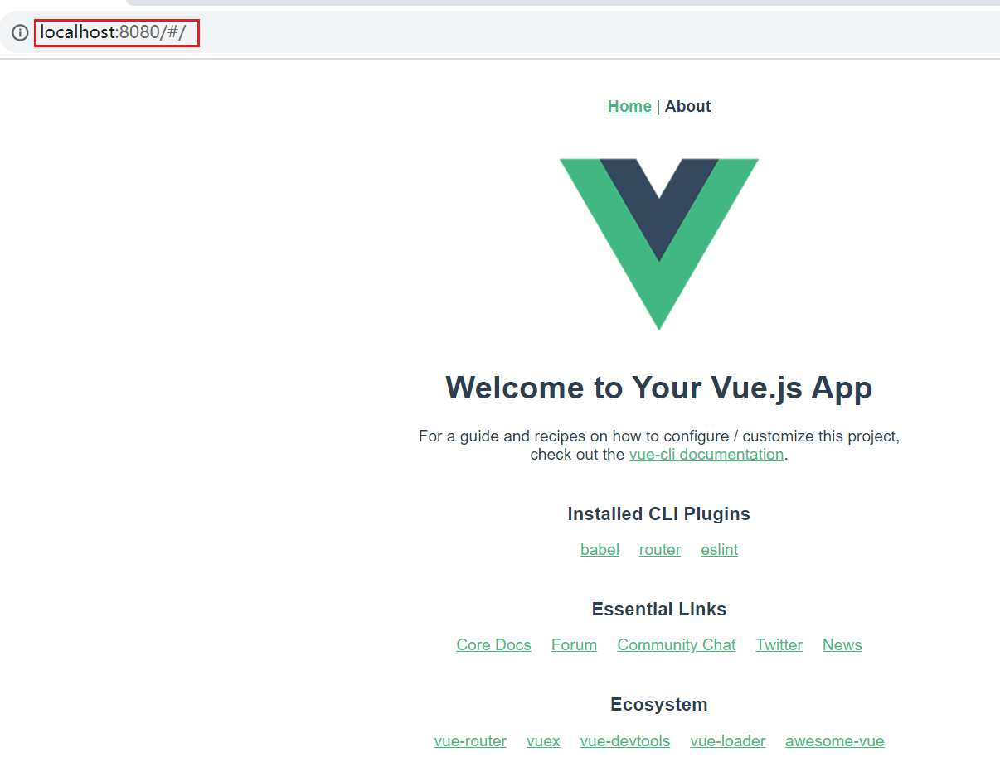 localhost:8080/#/
Home | About
Welcome to Your Vue.js App
For a guide and recipes on how to configure / customize this project,
check out the vue-cli documentation.
Installed CLI Plugins
babel router eslint
Essential Links
Core Docs Forum Community Chat Twitter News
Ecosystem
vue-router vuex vue-devtools vue-loader awesome-vue